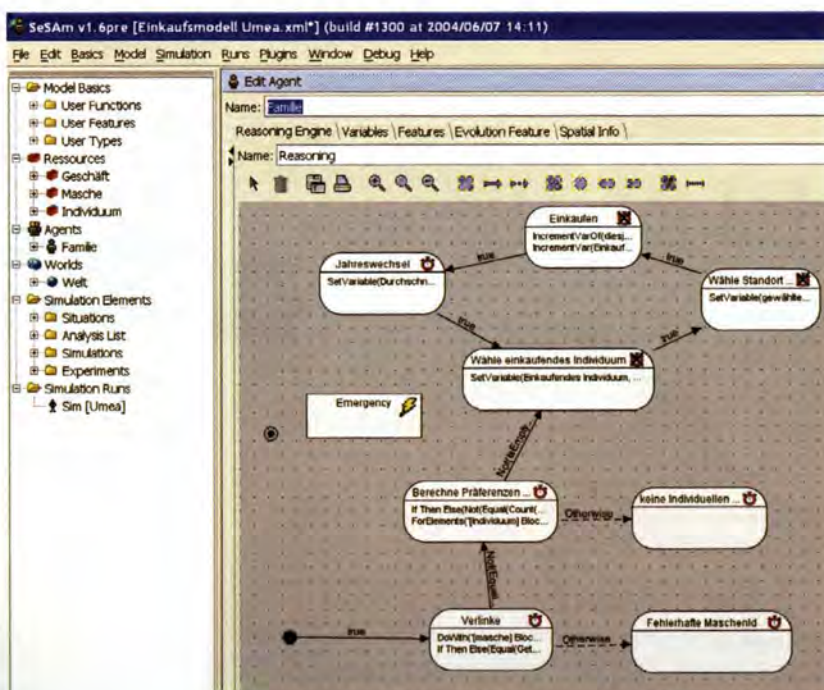 SeSAm v1.6pre [Einkaufsmodell Umea.xml*] (build #1300 at 2004/06/07 14:11)
File Edit Basics Model Simulation Runs Plugins Window Debug Help
Model Basics
User Functions
User Features
User Types
Ressources
Geschäft
Masche
Individuum
Agents
Familie
Worlds
Welt
Simulation Elements
Situations
Analysis List
Simulations
Experiments
Simulation Runs
Sim [Umea]
Edit Agent
Name: Familie
Reasoning Engine Variables Features Evolution Feature Spatial Info
Name: Reasoning
Einkaufen
IncrementVarOf(dies)...
IncrementVar(Einkauf...
true
true
Jahreswechsel
SetVariable(Durchschn...
Wähle Standort ...
SetVariable(gewählte...
true
true
Wähle einkaufendes Individuum
SetVariable(Einkaufendes Individuum, ...
Emergency
NotIsEmpty
Berechne Präferenzen ...
If Then Else(Not(Equal(Count(...
ForElements'[Individuum] Bloc...
Otherwise
keine Individuellen ...
NotEqual
true
Verlinke
DoWith'[masche] Bloc...
If Then Else(Equal(Get...
Otherwise
Fehlerhafte MaschenId